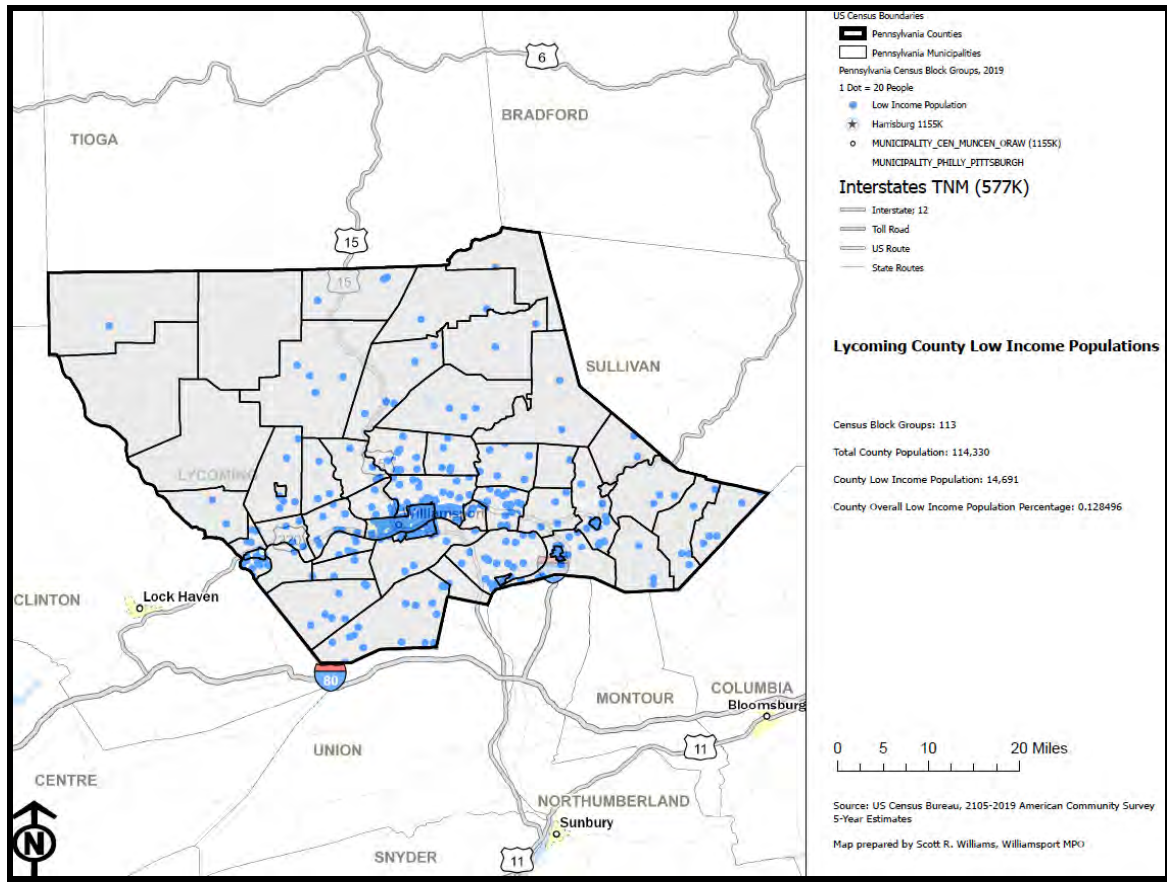 US Census Boundaries
Pennsylvania Counties
Pennsylvania Municipalities
Pennsylvania Census Block Groups, 2019
1 Dot = 20 People
Low Income Population
Harrisburg 1155K
MUNICIPALITY_CEN_MUNCEN_ORAW (1155K)
MUNICIPALITY_PHILLY_PITTSBURGH
Interstates TNM (577K)
Interstate; 12
Toll Road
US Route
State Routes
Lycoming County Low Income Populations
Census Block Groups: 113
Total County Population: 114,330
County Low Income Population: 14,691
County Overall Low Income Population Percentage: 0.128496
0 5 10 20 Miles
Source: US Census Bureau, 2105-2019 American Community Survey
5-Year Estimates
Map prepared by Scott R. Williams, Williamsport MPO
6
BRADFORD
TIOGA
15
15
SULLIVAN
LYCOMING
Williamsport
220
CLINTON
Lock Haven
80
MONTOUR
COLUMBIA
Bloomsburg
11
UNION
CENTRE
NORTHUMBERLAND
Sunbury
N
SNYDER
11